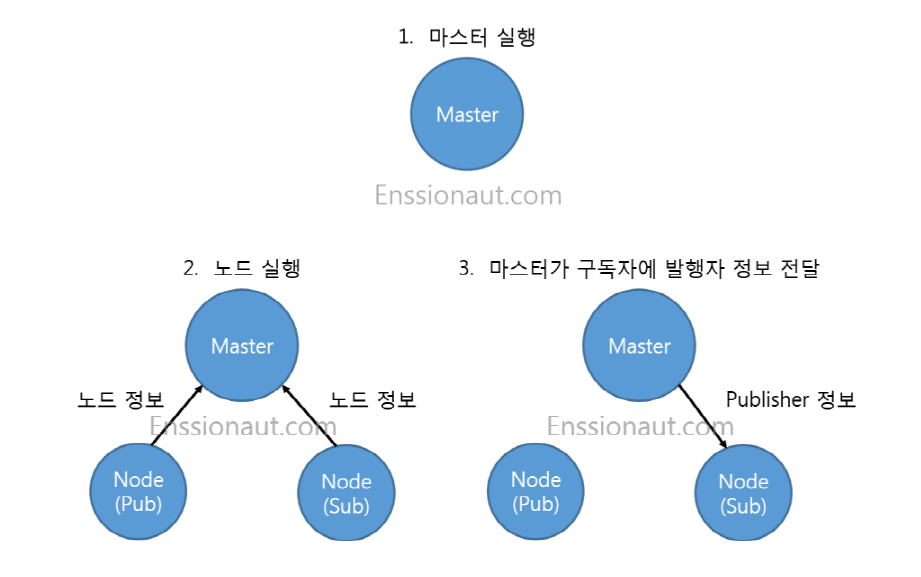 1. 마스터 실행
Master
Enssionaut.com
2. 노드 실행
Master
노드 정보
노드 정보
Enssionaut.com
Node
(Pub)
Node
(Sub)
3. 마스터가 구독자에 발행자 정보 전달
Master
Publisher 정보
Enssionaut.com
Node
(Pub)
Node
(Sub)